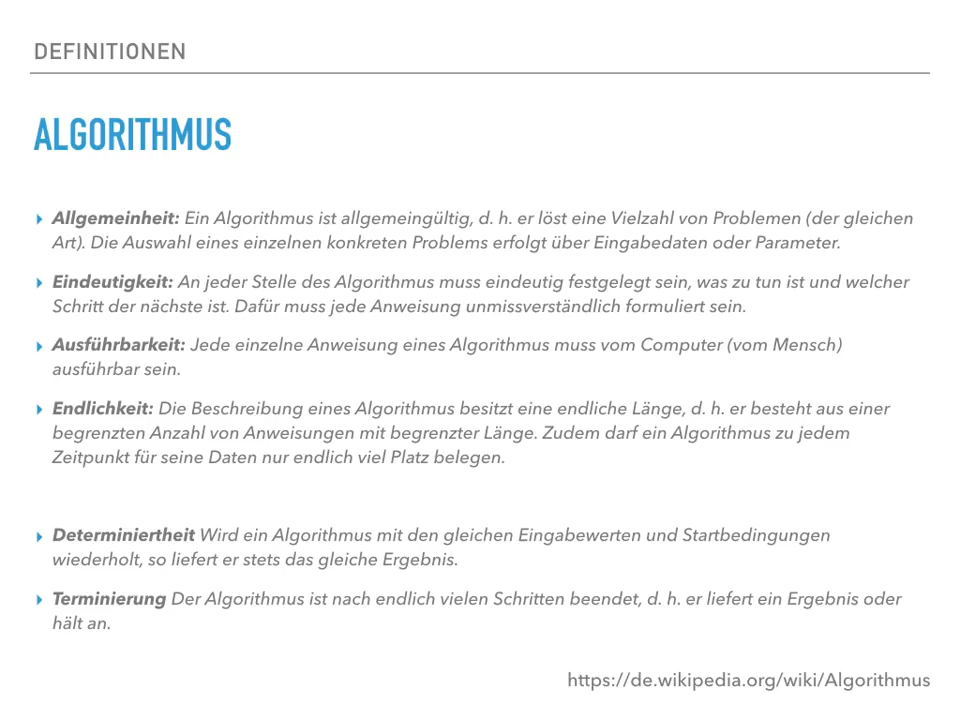 DEFINITIONEN
ALGORITHMUS
‣ Allgemeinheit: Ein Algorithmus ist allgemeingültig, d. h. er löst eine Vielzahl von Problemen (der gleichen
Art). Die Auswahl eines einzelnen konkreten Problems erfolgt über Eingabedaten oder Parameter.
‣ Eindeutigkeit: An jeder Stelle des Algorithmus muss eindeutig festgelegt sein, was zu tun ist und welcher
Schritt der nächste ist. Dafür muss jede Anweisung unmissverständlich formuliert sein.
‣ Ausführbarkeit: Jede einzelne Anweisung eines Algorithmus muss vom Computer (vom Mensch)
ausführbar sein.
‣ Endlichkeit: Die Beschreibung eines Algorithmus besitzt eine endliche Länge, d. h. er besteht aus einer
begrenzten Anzahl von Anweisungen mit begrenzter Länge. Zudem darf ein Algorithmus zu jedem
Zeitpunkt für seine Daten nur endlich viel Platz belegen.
‣ Determiniertheit Wird ein Algorithmus mit den gleichen Eingabewerten und Startbedingungen
wiederholt, so liefert er stets das gleiche Ergebnis.
‣ Terminierung Der Algorithmus ist nach endlich vielen Schritten beendet, d. h. er liefert ein Ergebnis oder
hält an.
https://de.wikipedia.org/wiki/Algorithmus